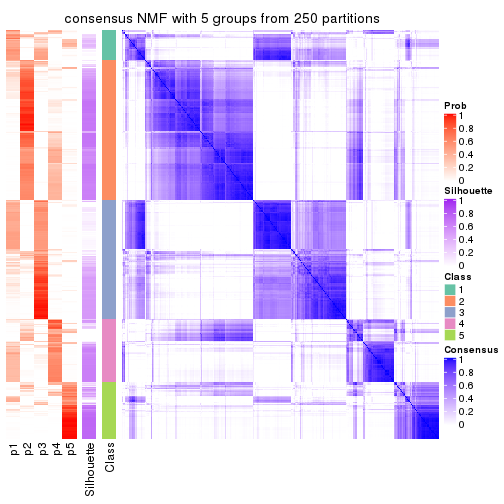 consensus NMF with 5 groups from 250 partitions
Prob
1
0.8
0.6
0.4
0.2
0
Silhouette
1
0.8
0.6
0.4
0.2
0
Class
1
2
3
4
5
Consensus
1
0.8
0.6
0.4
0.2
0
p1
p2
p3
p4
p5
Silhouette
Class